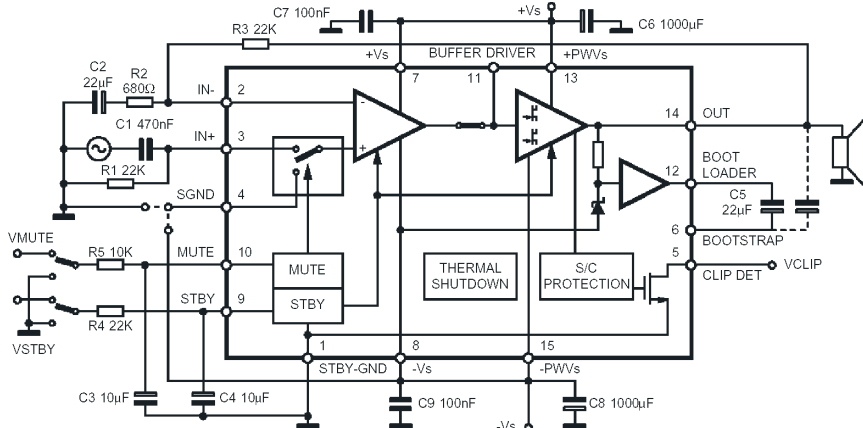 C7 100nF
+Vs
C6 1000µF
R3 22K
+Vs
BUFFER DRIVER
+PWVs
C2
22µF
R2
680Ω
IN-
2
7
11
13
-
14
OUT
C1 470nF
IN+
3
+
R1 22K
12
BOOT
LOADER
SGND
4
C5
22µF
6
BOOTSTRAP
VMUTE
R5 10K
MUTE
10
MUTE
THERMAL
SHUTDOWN
S/C
PROTECTION
5
CLIP DET
VCLIP
STBY
9
STBY
R4 22K
VSTBY
1
8
15
STBY-GND
-Vs
-PWVs
C3 10µF
C4 10µF
C9 100nF
C8 1000µF
-Vs